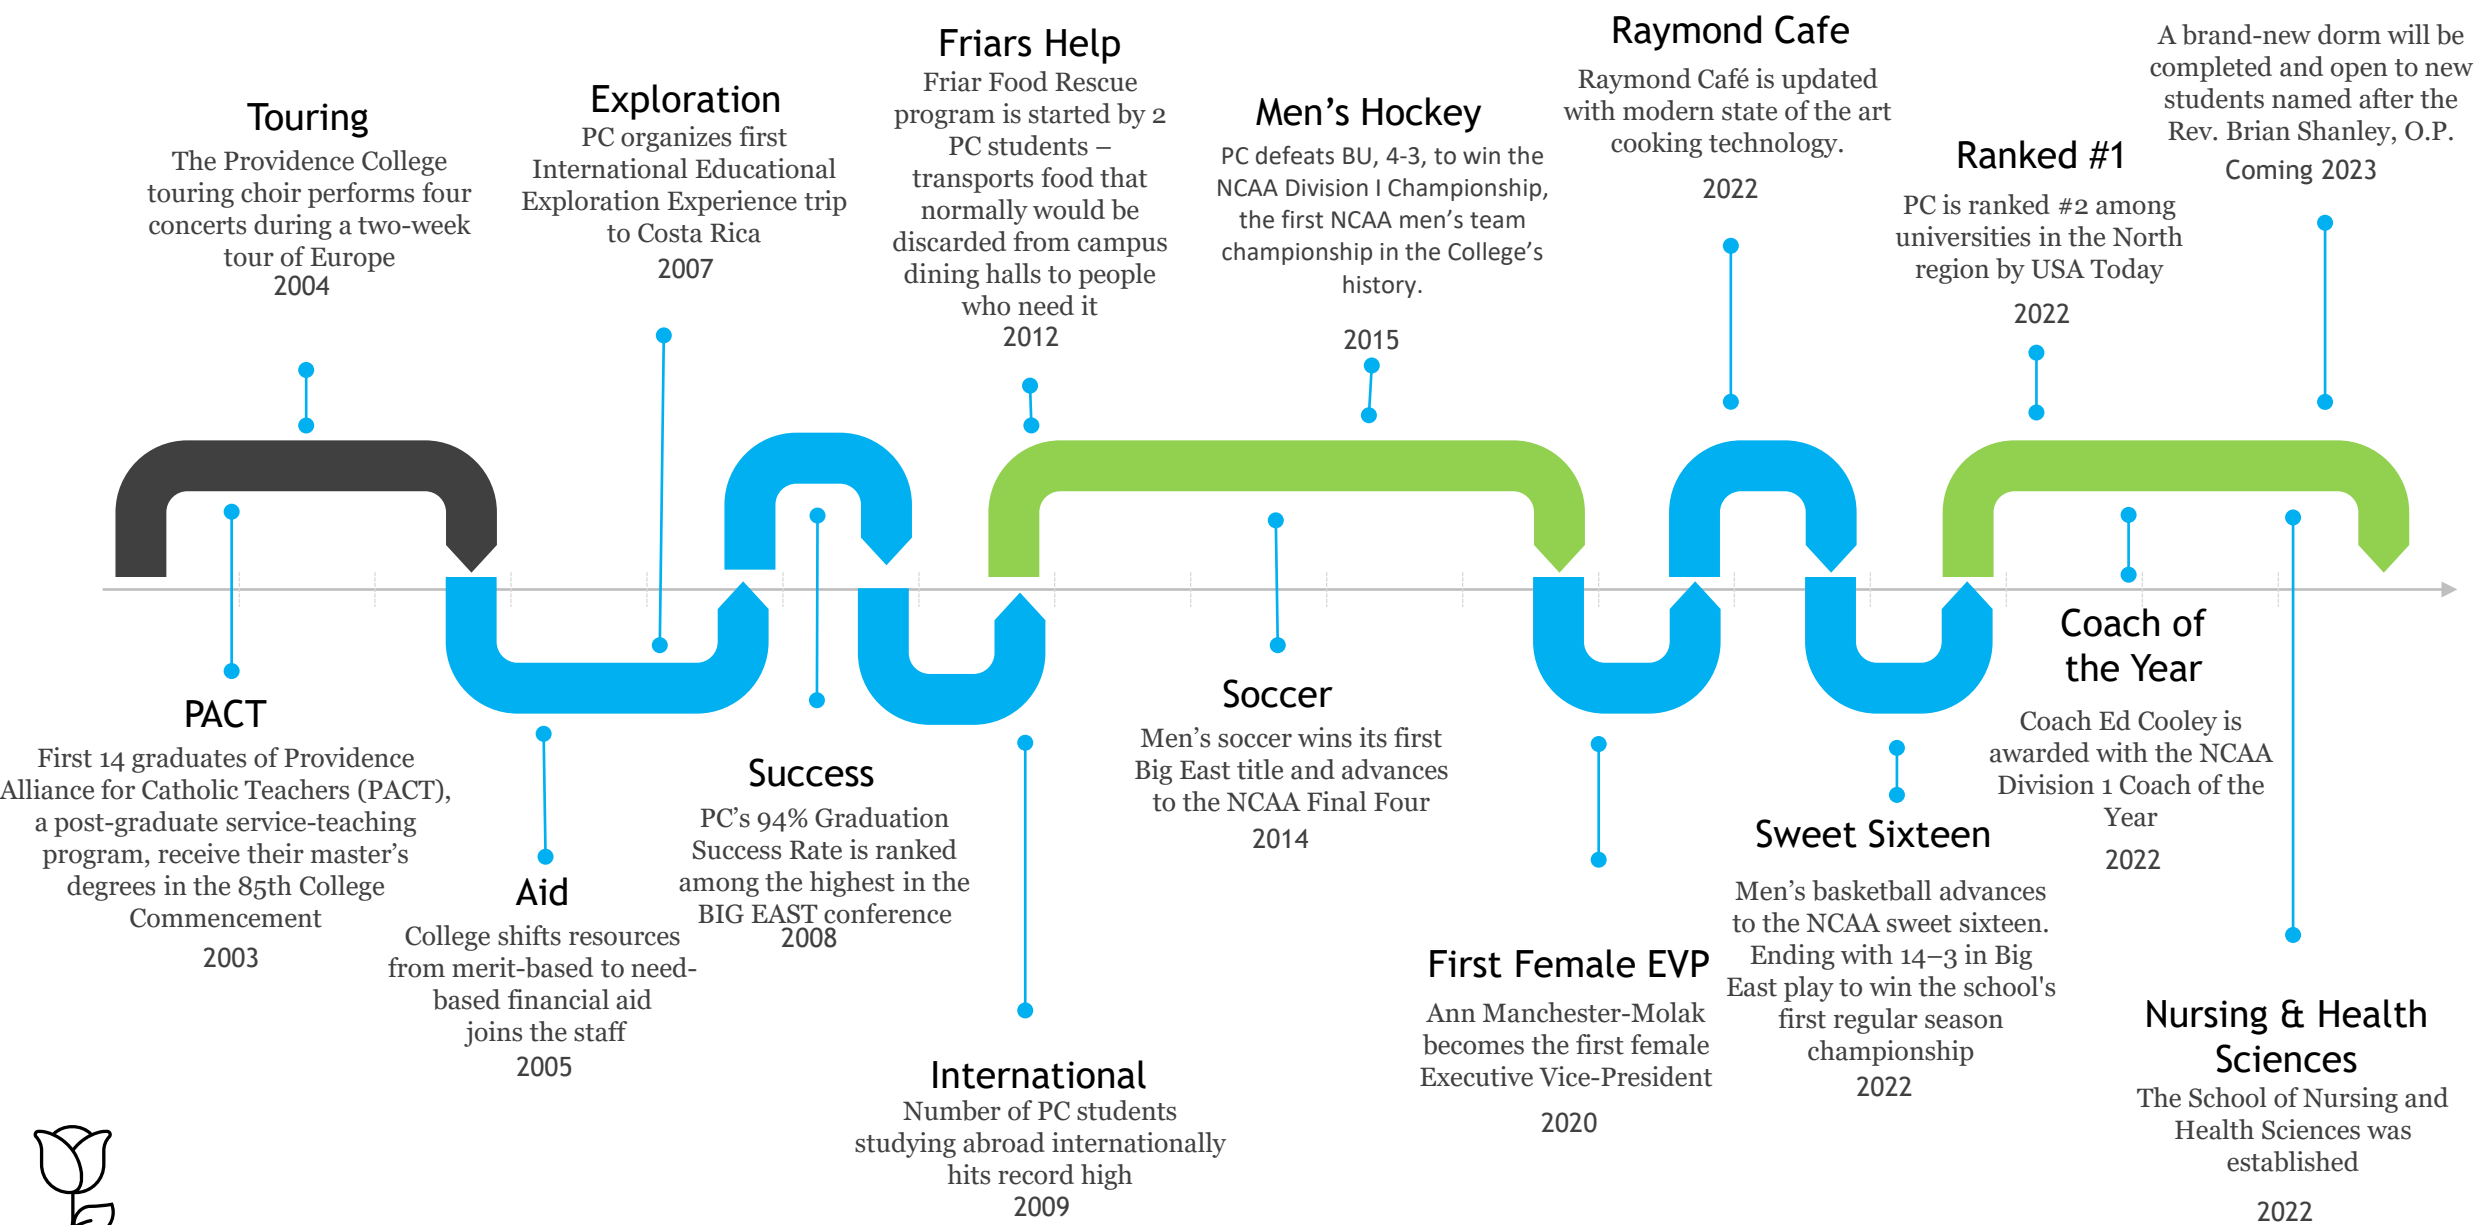 Touring
The Providence College
touring choir performs four
concerts during a two-week
tour of Europe
2004
Exploration
PC organizes first
International Educational
Exploration Experience trip
to Costa Rica
2007
Friars Help
Friar Food Rescue
program is started by 2
PC students –
transports food that
normally would be
discarded from campus
dining halls to people
who need it
2012
Men’s Hockey
PC defeats BU, 4-3, to win the
NCAA Division I Championship,
the first NCAA men’s team
championship in the College’s
history.
2015
Raymond Cafe
Raymond Café is updated
with modern state of the art
cooking technology.
2022
Ranked #1
PC is ranked #2 among
universities in the North
region by USA Today
2022
A brand-new dorm will be
completed and open to new
students named after the
Rev. Brian Shanley, O.P.
Coming 2023
PACT
First 14 graduates of Providence
Alliance for Catholic Teachers (PACT),
a post-graduate service-teaching
program, receive their master’s
degrees in the 85th College
Commencement
2003
Aid
College shifts resources
from merit-based to need-
based financial aid
joins the staff
2005
Success
PC’s 94% Graduation
Success Rate is ranked
among the highest in the
BIG EAST conference
2008
International
Number of PC students
studying abroad internationally
hits record high
2009
Soccer
Men’s soccer wins its first
Big East title and advances
to the NCAA Final Four
2014
First Female EVP
Ann Manchester-Molak
becomes the first female
Executive Vice-President
2020
Sweet Sixteen
Men’s basketball advances
to the NCAA sweet sixteen.
Ending with 14–3 in Big
East play to win the school's
first regular season
championship
2022
Coach of
the Year
Coach Ed Cooley is
awarded with the NCAA
Division 1 Coach of the
Year
2022
Nursing & Health
Sciences
The School of Nursing and
Health Sciences was
established
2022